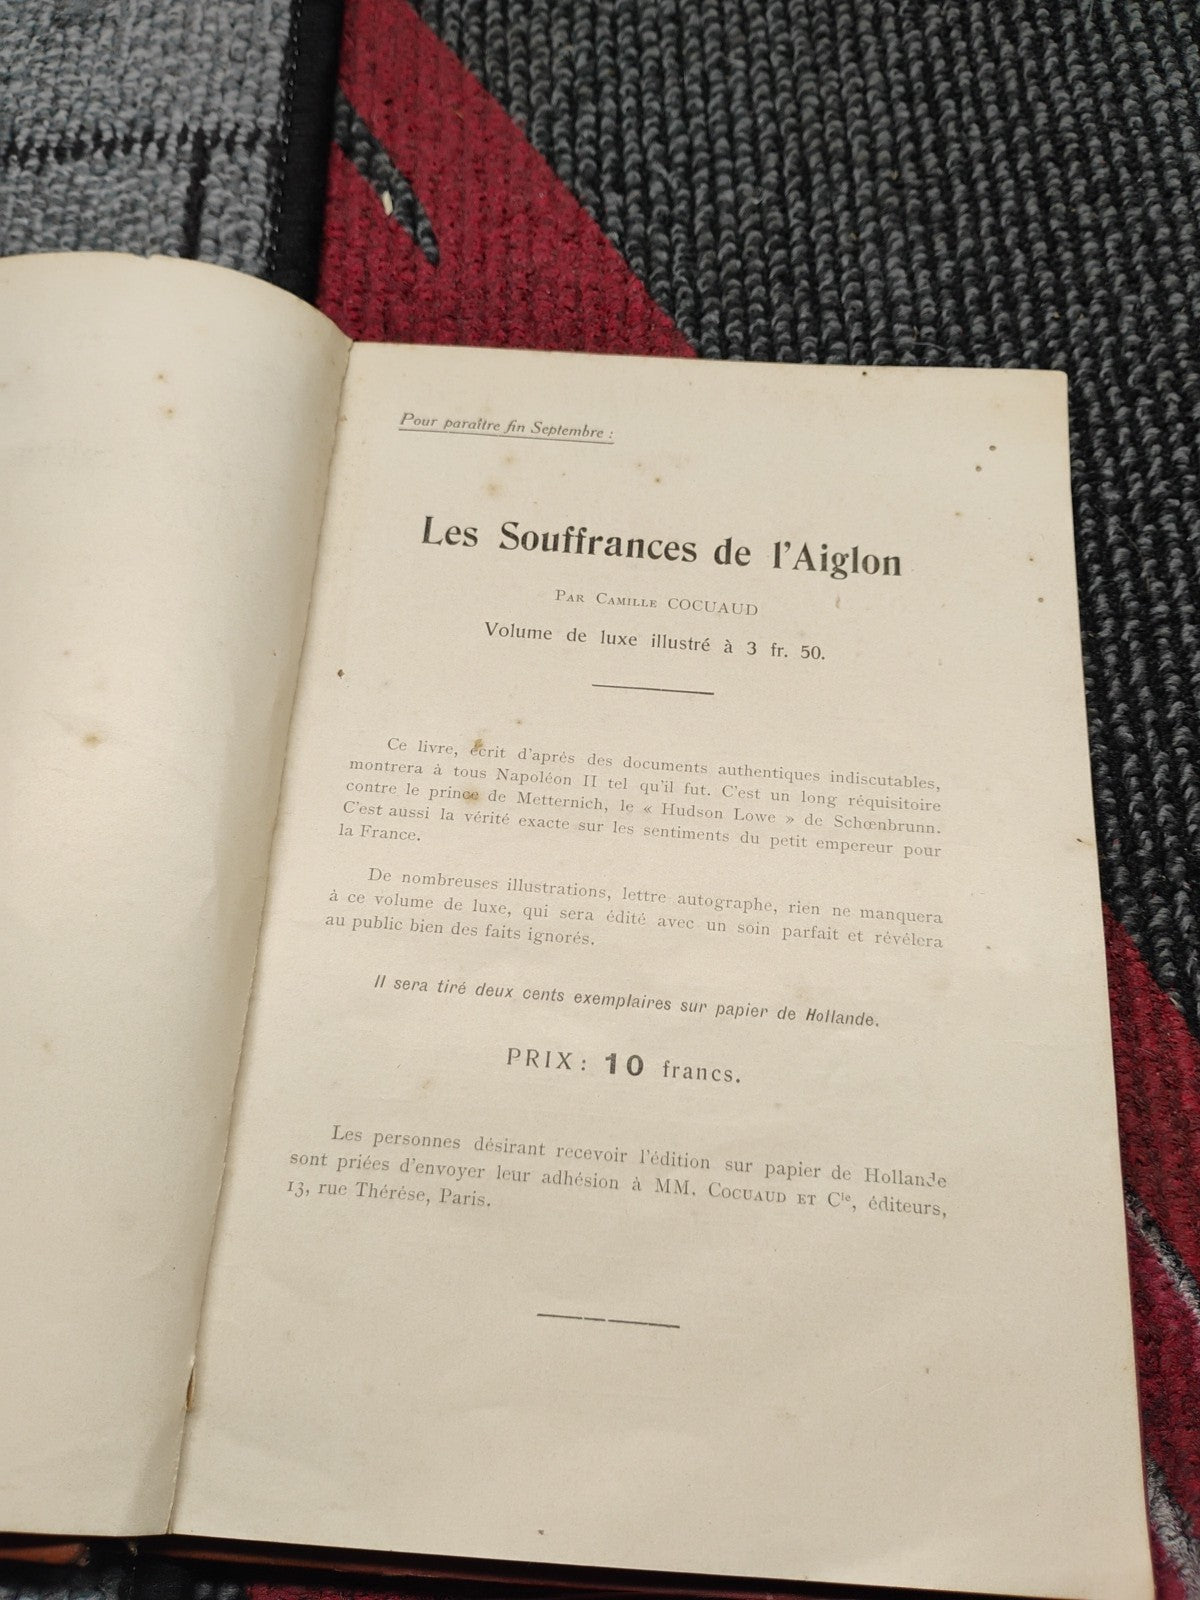 Pour paraître fin Septembre :
Les Souffrances de l'Aiglon
Par Camille COCUAUD
Volume de luxe illustré à 3 fr. 50.
Ce livre, écrit d'après des documents authentiques indiscutables,
montrera à tous Napoléon II tel qu'il fut. C'est un long réquisitoire
contre le prince de Metternich, le « Hudson Lowe » de Schœnbrunn.
C'est aussi la vérité exacte sur les sentiments du petit empereur pour
la France.
De nombreuses illustrations, lettre autographe, rien ne manquera
à ce volume de luxe, qui sera édité avec un soin parfait et révélera
au public bien des faits ignorés.
Il sera tiré deux cents exemplaires sur papier de Hollande.
PRIX : 10 francs.
Les personnes désirant recevoir l'édition sur papier de Hollande
sont priées d'envoyer leur adhésion à MM. Cocuaud et Cie, éditeurs,
13, rue Thérèse, Paris.